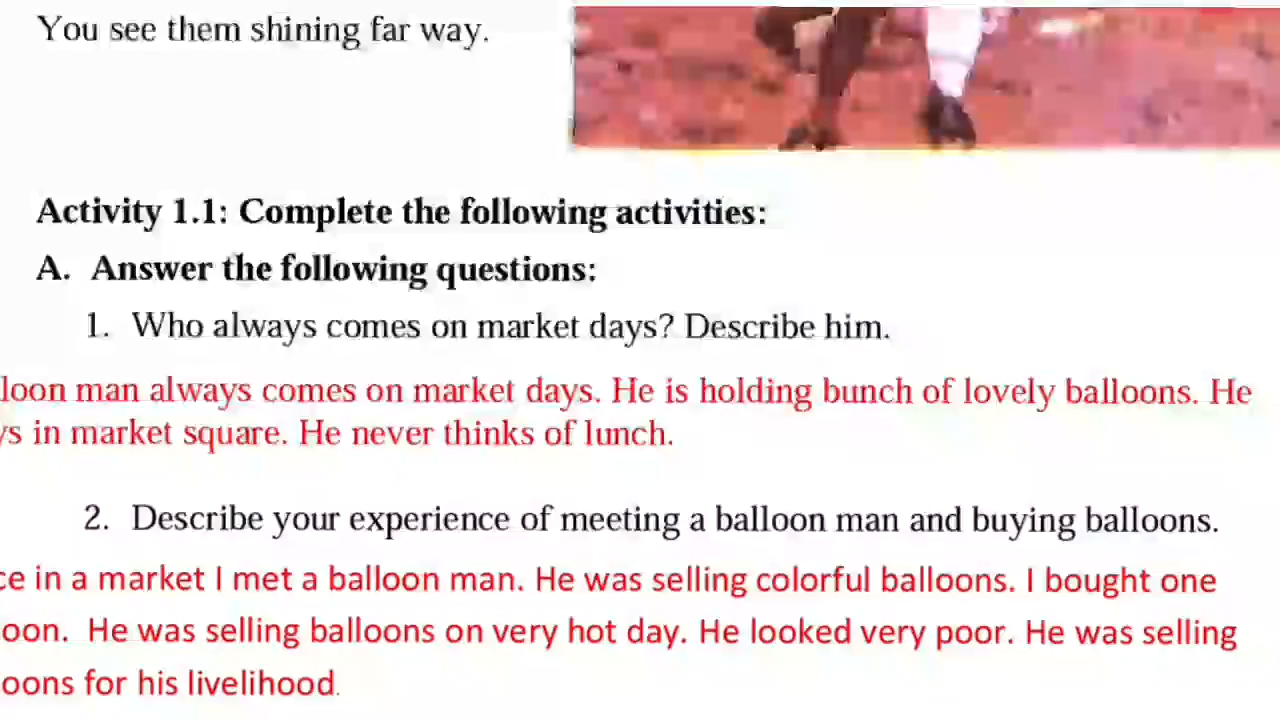 You see them shining far way.
Activity 1.1: Complete the following activities:
A. Answer the following questions:
1. Who always comes on market days? Describe him.
loon man always comes on market days. He is holding bunch of lovely balloons. He
ys in market square. He never thinks of lunch.
2. Describe your experience of meeting a balloon man and buying balloons.
ce in a market I met a balloon man. He was selling colorful balloons. I bought one
oon. He was selling balloons on very hot day. He looked very poor. He was selling
oons for his livelihood.